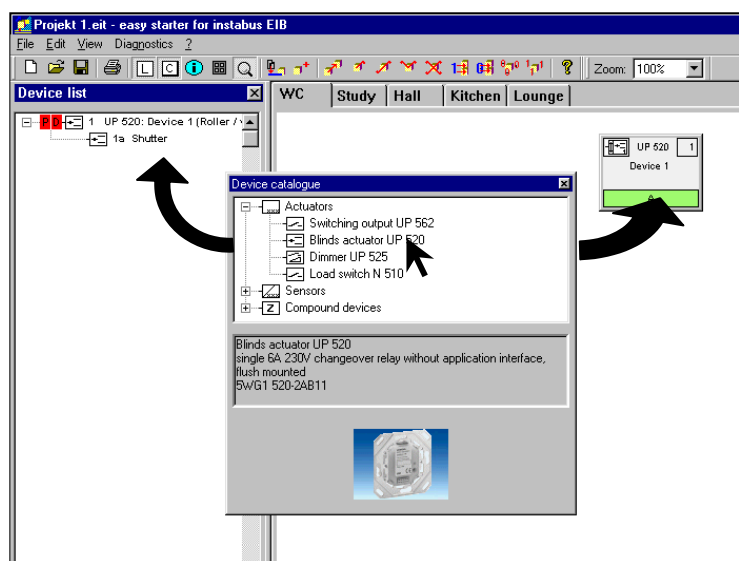 Projekt 1.eit - easy starter for instabus EIB
File Edit View Diagnostics ?
L C Zoom: 100%
Device list
WC Study Hall Kitchen Lounge
P D 1 UP 520: Device 1 (Roller /
1a Shutter
UP 520 1
Device 1
Device catalogue
Actuators
Switching output UP 562
Blinds actuator UP 520
Dimmer UP 525
Load switch N 510
Sensors
Z Compound devices
Blinds actuator UP 520
single 6A 230V changeover relay without application interface,
flush mounted
5WG1 520-2AB11